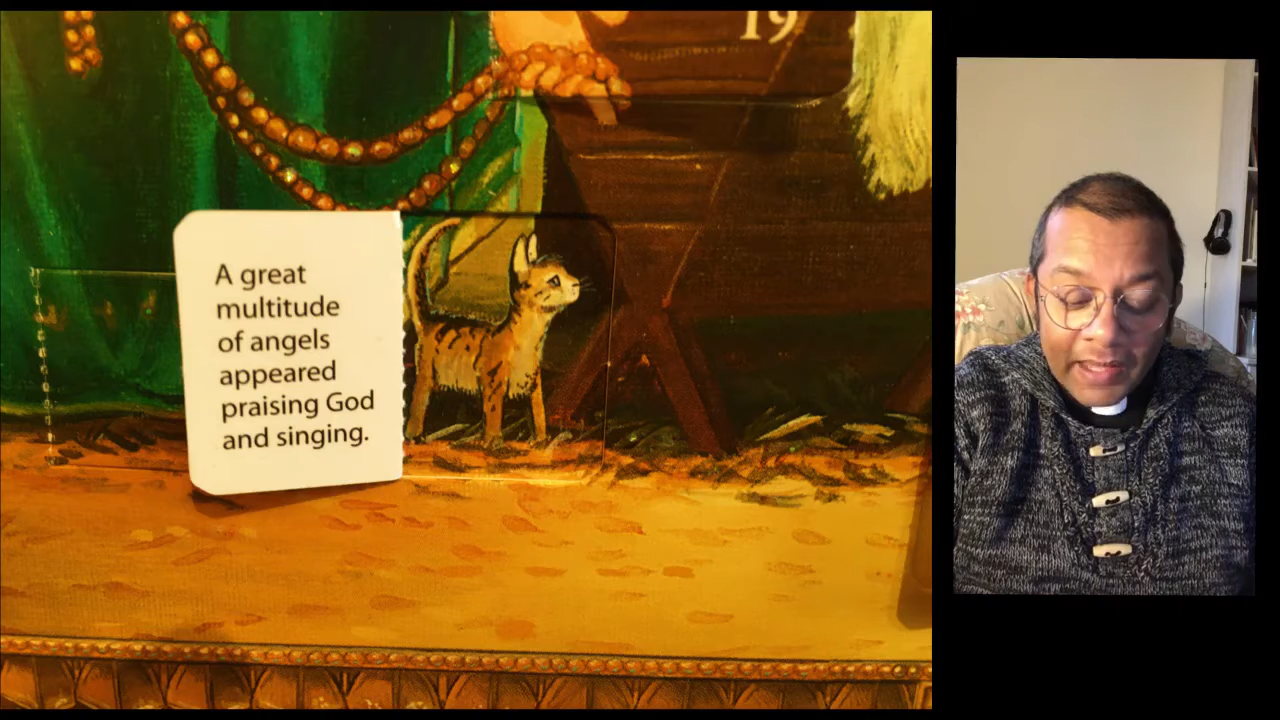 19
A great
multitude
of angels
appeared
praising God
and singing.